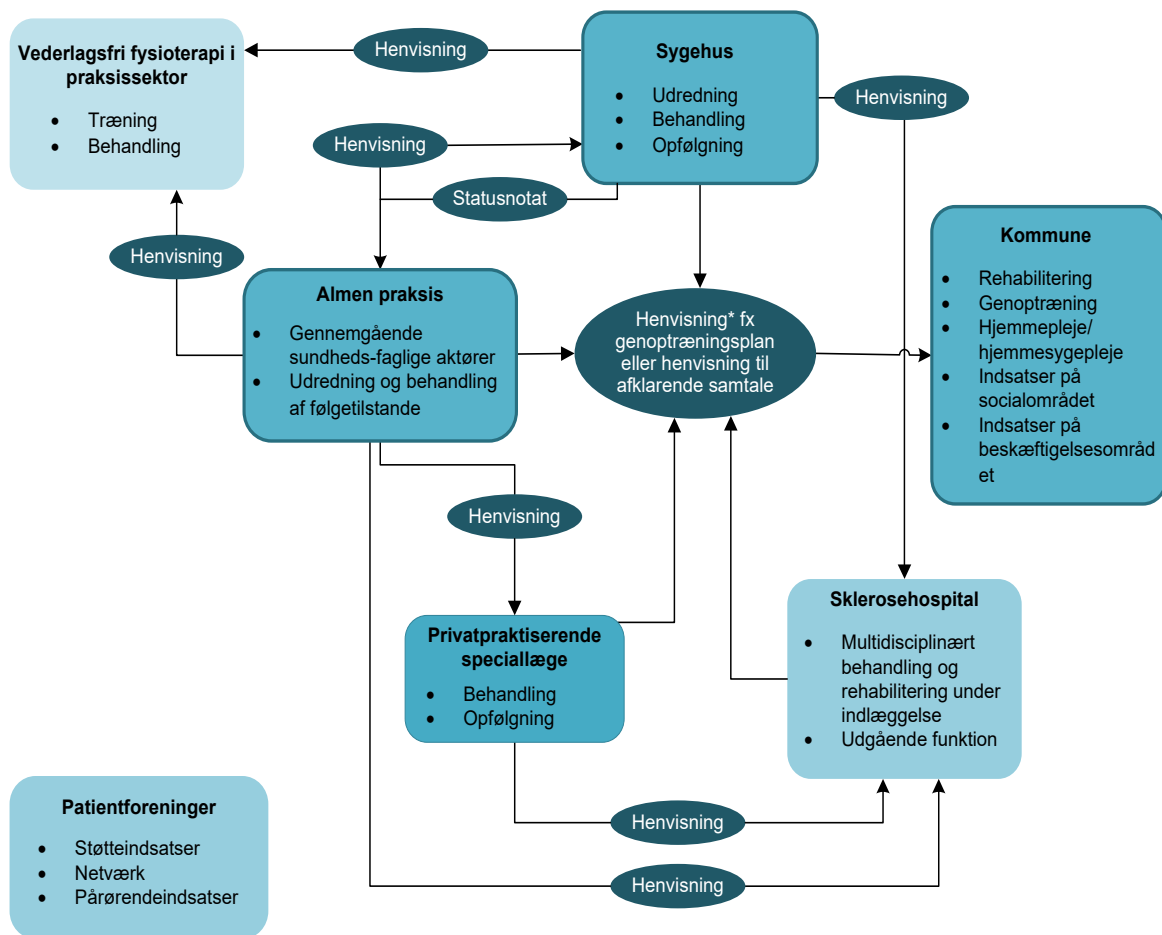 Vederlagsfri fysioterapi i
praksissektor
• Træning
• Behandling
Henvisning
Sygehus
• Udredning
• Behandling
• Opfølgning
Henvisning
Henvisning
Statusnotat
Henvisning
Almen praksis
• Gennemgående
sundheds-faglige aktører
• Udredning og behandling
af følgetilstande
Henvisning* fx
genoptræningsplan
eller henvisning til
afklarende samtale
Kommune
• Rehabilitering
• Genoptræning
• Hjemmepleje/
hjemmesygepleje
• Indsatser på
socialområdet
• Indsatser på
beskæftigelsesområd
et
Henvisning
Privatpraktiserende
speciallæge
• Behandling
• Opfølgning
Sklerosehospital
• Multidisciplinært
behandling og
rehabilitering under
indlæggelse
• Udgående funktion
Henvisning
Henvisning
Patientforeninger
• Støtteindsatser
• Netværk
• Pårørendeindsatser